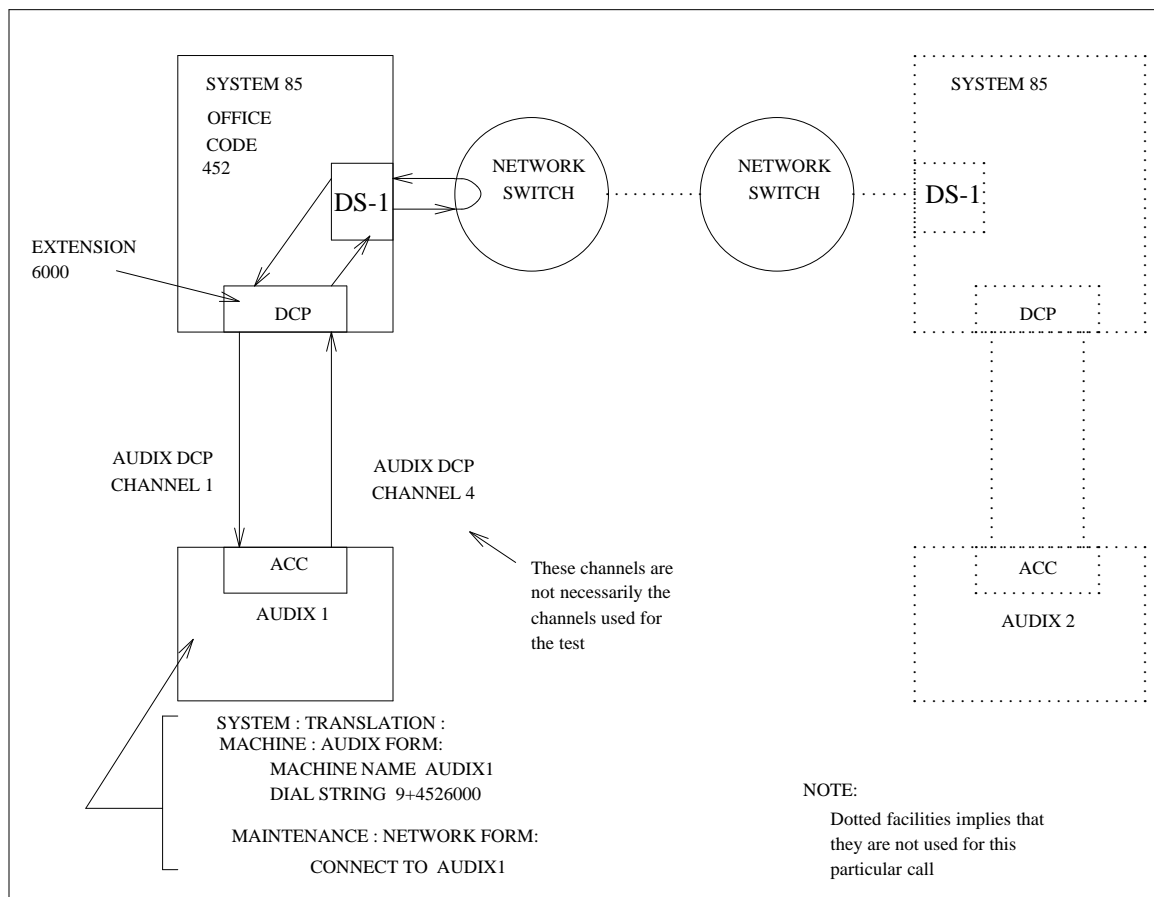 SYSTEM 85
OFFICE
CODE
452
DS-1
EXTENSION
6000
DCP
NETWORK
SWITCH
NETWORK
SWITCH
SYSTEM 85
DS-1
DCP
AUDIX DCP
CHANNEL 1
AUDIX DCP
CHANNEL 4
These channels are
not necessarily the
channels used for
the test
ACC
AUDIX 1
ACC
AUDIX 2
SYSTEM : TRANSLATION :
MACHINE : AUDIX FORM:
MACHINE NAME AUDIX1
DIAL STRING 9+4526000
MAINTENANCE : NETWORK FORM:
CONNECT TO AUDIX1
NOTE:
Dotted facilities implies that
they are not used for this
particular call